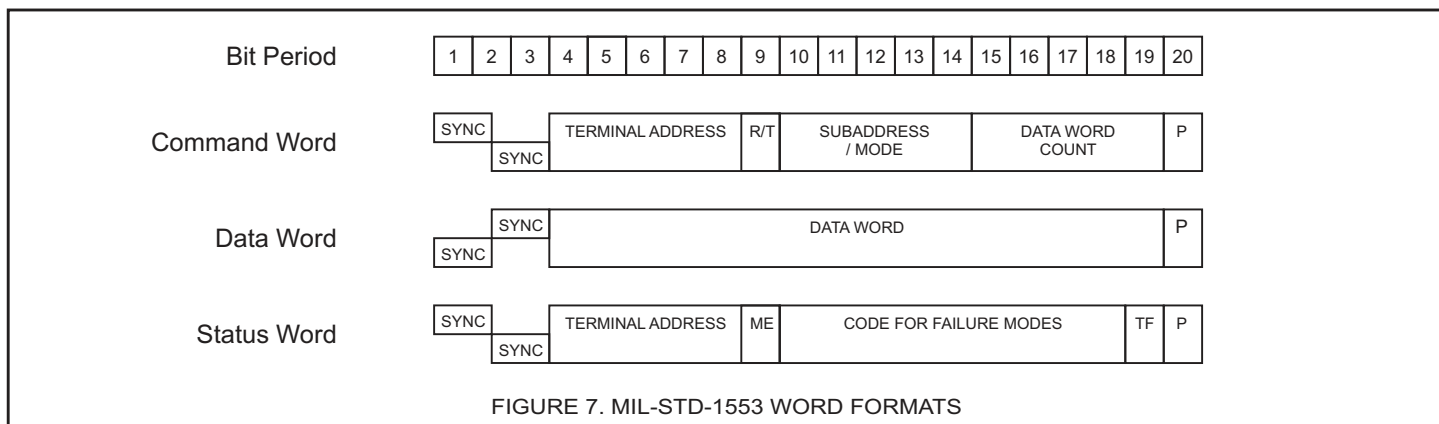 Bit Period 1 2 3 4 5 6 7 8 9 10 11 12 13 14 15 16 17 18 19 20
Command Word SYNC SYNC TERMINAL ADDRESS R/T SUBADDRESS / MODE DATA WORD COUNT P
Data Word SYNC SYNC DATA WORD P
Status Word SYNC SYNC TERMINAL ADDRESS ME CODE FOR FAILURE MODES TF P
FIGURE 7. MIL-STD-1553 WORD FORMATS